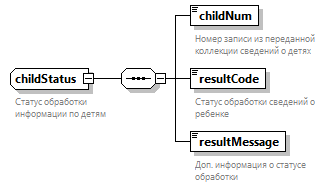 childNum
Номер записи из переданной
коллекции сведений о детях
childStatus
Статус обработки
информации по детям
resultCode
Статус обработки сведений о
ребенке
resultMessage
Доп. информация о статусе
обработки